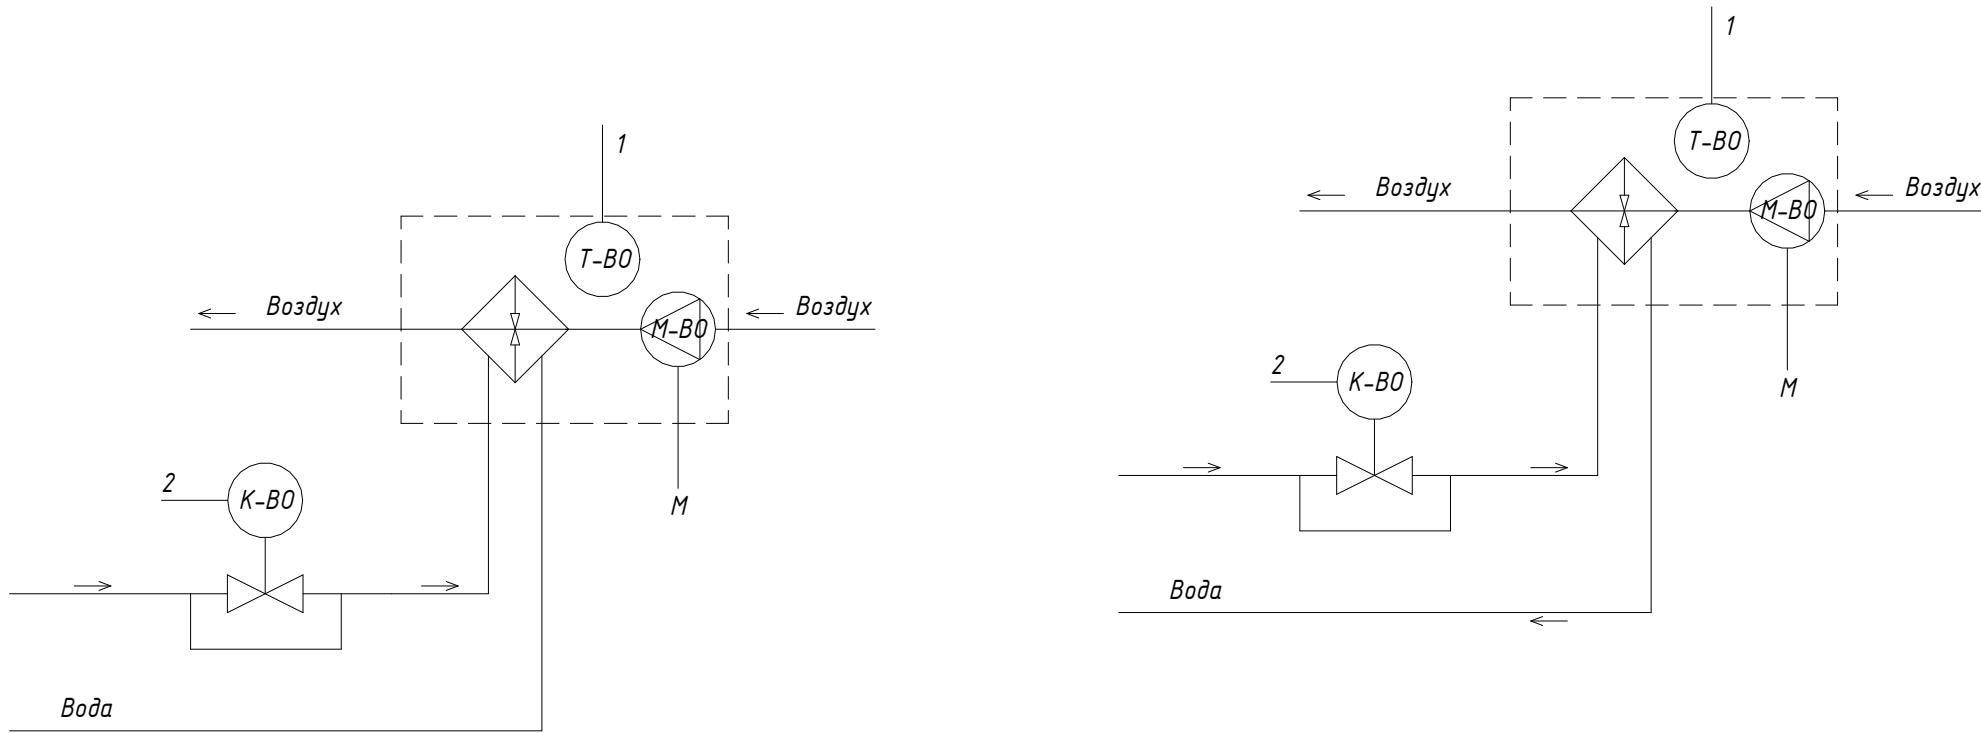 1
Т-ВО
Воздух
М-ВО
Воздух
2
К-ВО
М
Вода
1
Т-ВО
Воздух
М-ВО
Воздух
2
К-ВО
М
Вода